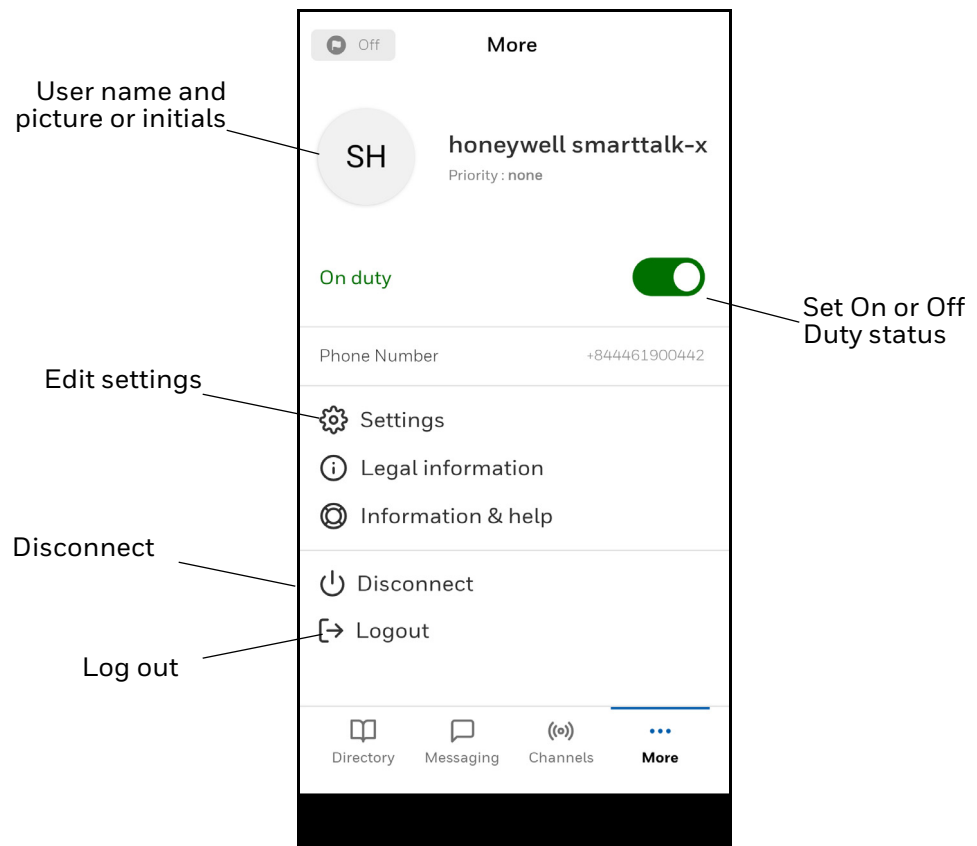 Off
More
User name and
picture or initials
SH
honeywell smarttalk-x
Priority : none
On duty
Set On or Off
Duty status
Phone Number
+844461900442
Edit settings
Settings
Legal information
Information & help
Disconnect
Disconnect
Logout
Log out
Directory
Messaging
Channels
More